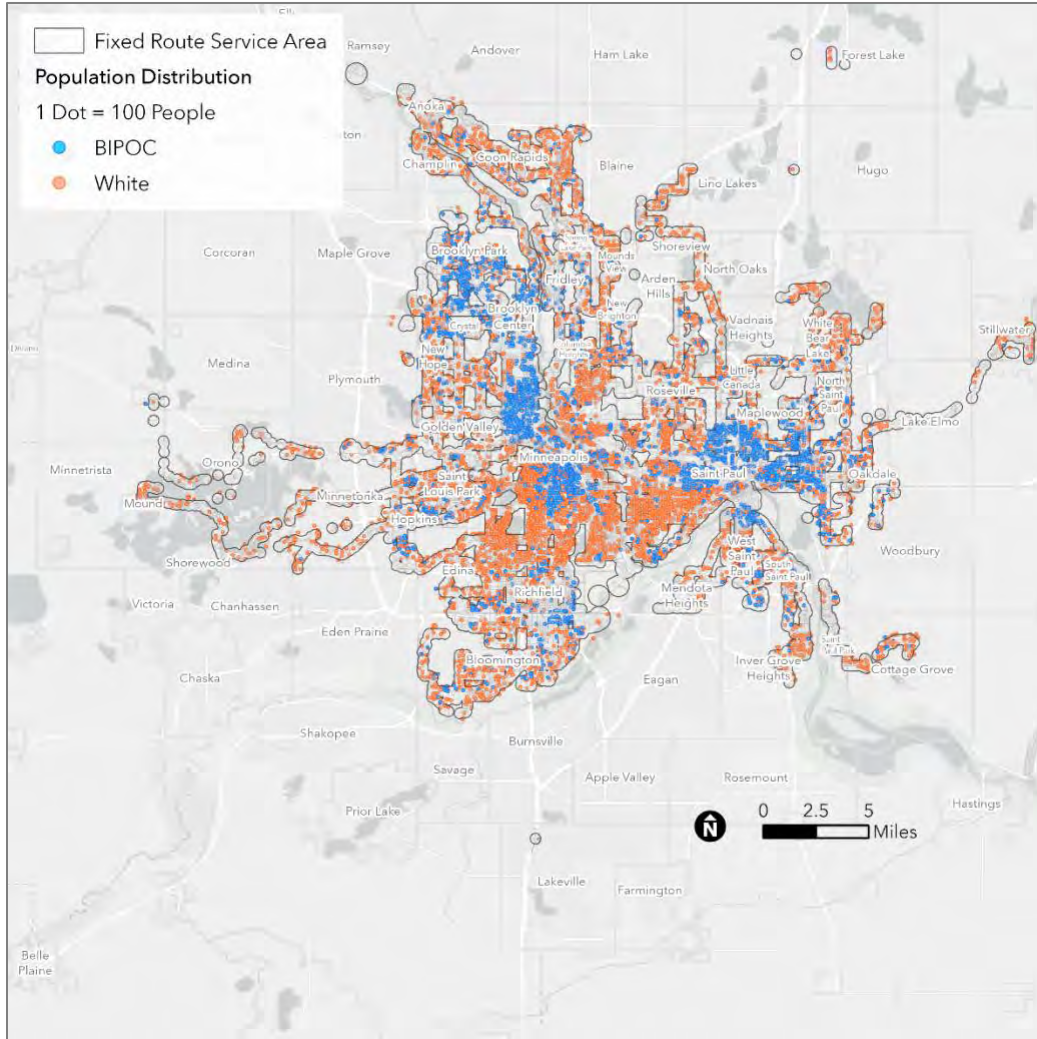 Fixed Route Service Area
Population Distribution
1 Dot = 100 People
BIPOC
White
Ramsey
Andover
Ham Lake
Forest Lake
Anoka
Champlin
Coon Rapids
Blaine
Lino Lakes
Hugo
Corcoran
Maple Grove
Brooklyn Park
Fridley
Mounds
View
Shoreview
North Oaks
Arden
Hills
New
Brighton
Brooklyn
Center
Crystal
Vadnais
Heights
White
Bear
Lake
Stillwater
Medina
New
Hope
Columbia Heights
Plymouth
Roseville
Little
Canada
Maplewood
North
Saint
Paul
Golden Valley
Lake Elmo
Minneapolis
Saint Paul
Oakdale
Minnetrista
Orono
Saint
Louis Park
Mound
Minnetonka
Hopkins
Shorewood
Edina
West
Saint
Paul
South
Saint Paul
Woodbury
Victoria
Chanhassen
Richfield
Mendota
Heights
Eden Prairie
Bloomington
Inver Grove
Heights
Cottage Grove
Chaska
Eagan
Shakopee
Burnsville
Savage
Apple Valley
Rosemount
Prior Lake
Hastings
N
0 2.5 5
Miles
Lakeville
Farmington
Belle
Plaine